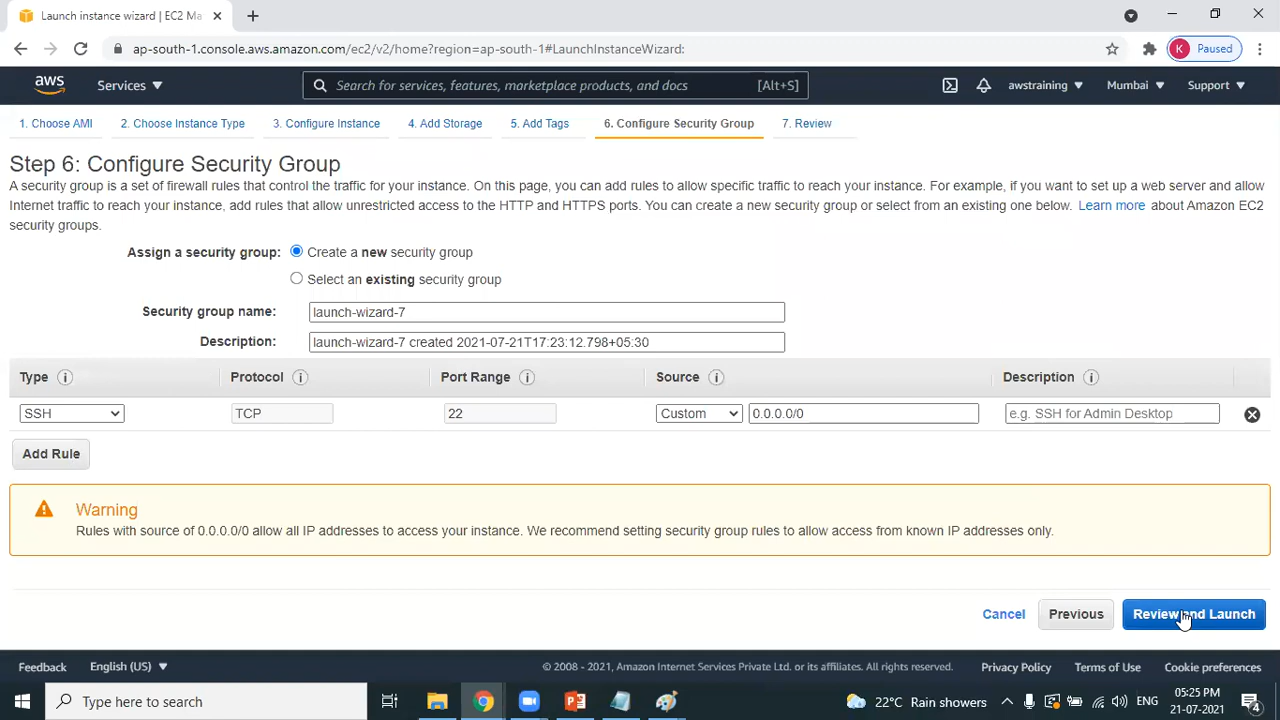 Launch instance wizard | EC2 Ma
ap-south-1.console.aws.amazon.com/ec2/v2/home?region=ap-south-1#LaunchInstanceWizard:
K Paused
aws Services Search for services, features, marketplace products, and docs [Alt+S] awstraining Mumbai Support
1. Choose AMI 2. Choose Instance Type 3. Configure Instance 4. Add Storage 5. Add Tags 6. Configure Security Group 7. Review
Step 6: Configure Security Group
A security group is a set of firewall rules that control the traffic for your instance. On this page, you can add rules to allow specific traffic to reach your instance. For example, if you want to set up a web server and allow
Internet traffic to reach your instance, add rules that allow unrestricted access to the HTTP and HTTPS ports. You can create a new security group or select from an existing one below. Learn more about Amazon EC2
security groups.
Assign a security group: Create a new security group
Select an existing security group
Security group name: launch-wizard-7
Description: launch-wizard-7 created 2021-07-21T17:23:12.798+05:30
Type Protocol Port Range Source Description
SSH TCP 22 Custom 0.0.0.0/0 e.g. SSH for Admin Desktop
Add Rule
Warning
Rules with source of 0.0.0.0/0 allow all IP addresses to access your instance. We recommend setting security group rules to allow access from known IP addresses only.
Cancel Previous Review and Launch
Feedback English (US) © 2008 - 2021, Amazon Internet Services Private Ltd. or its affiliates. All rights reserved. Privacy Policy Terms of Use Cookie preferences
Type here to search 22°C Rain showers ENG 05:25 PM
21-07-2021 4